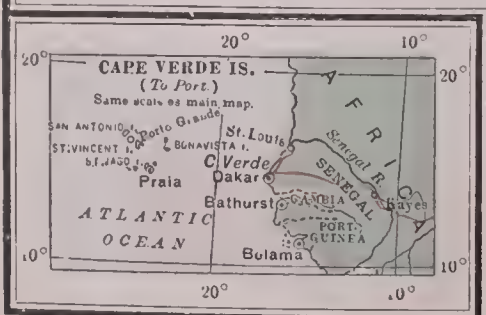 20° 10°
20° 20°
CAPE VERDE IS.
(To Port.)
Same scale as main map.
SAN ANTONIO I.
Porto Grande
ST. VINCENT I.
BONAVISTA I.
Praia
St. Louis
C. Verde
Dakar
Bathurst
GAMBIA
PORT.
GUINEA
Bolama
AFRICA
Senegal R.
SENEGAL
Kayes
ATLANTIC
OCEAN
10° 10°
20° 10°